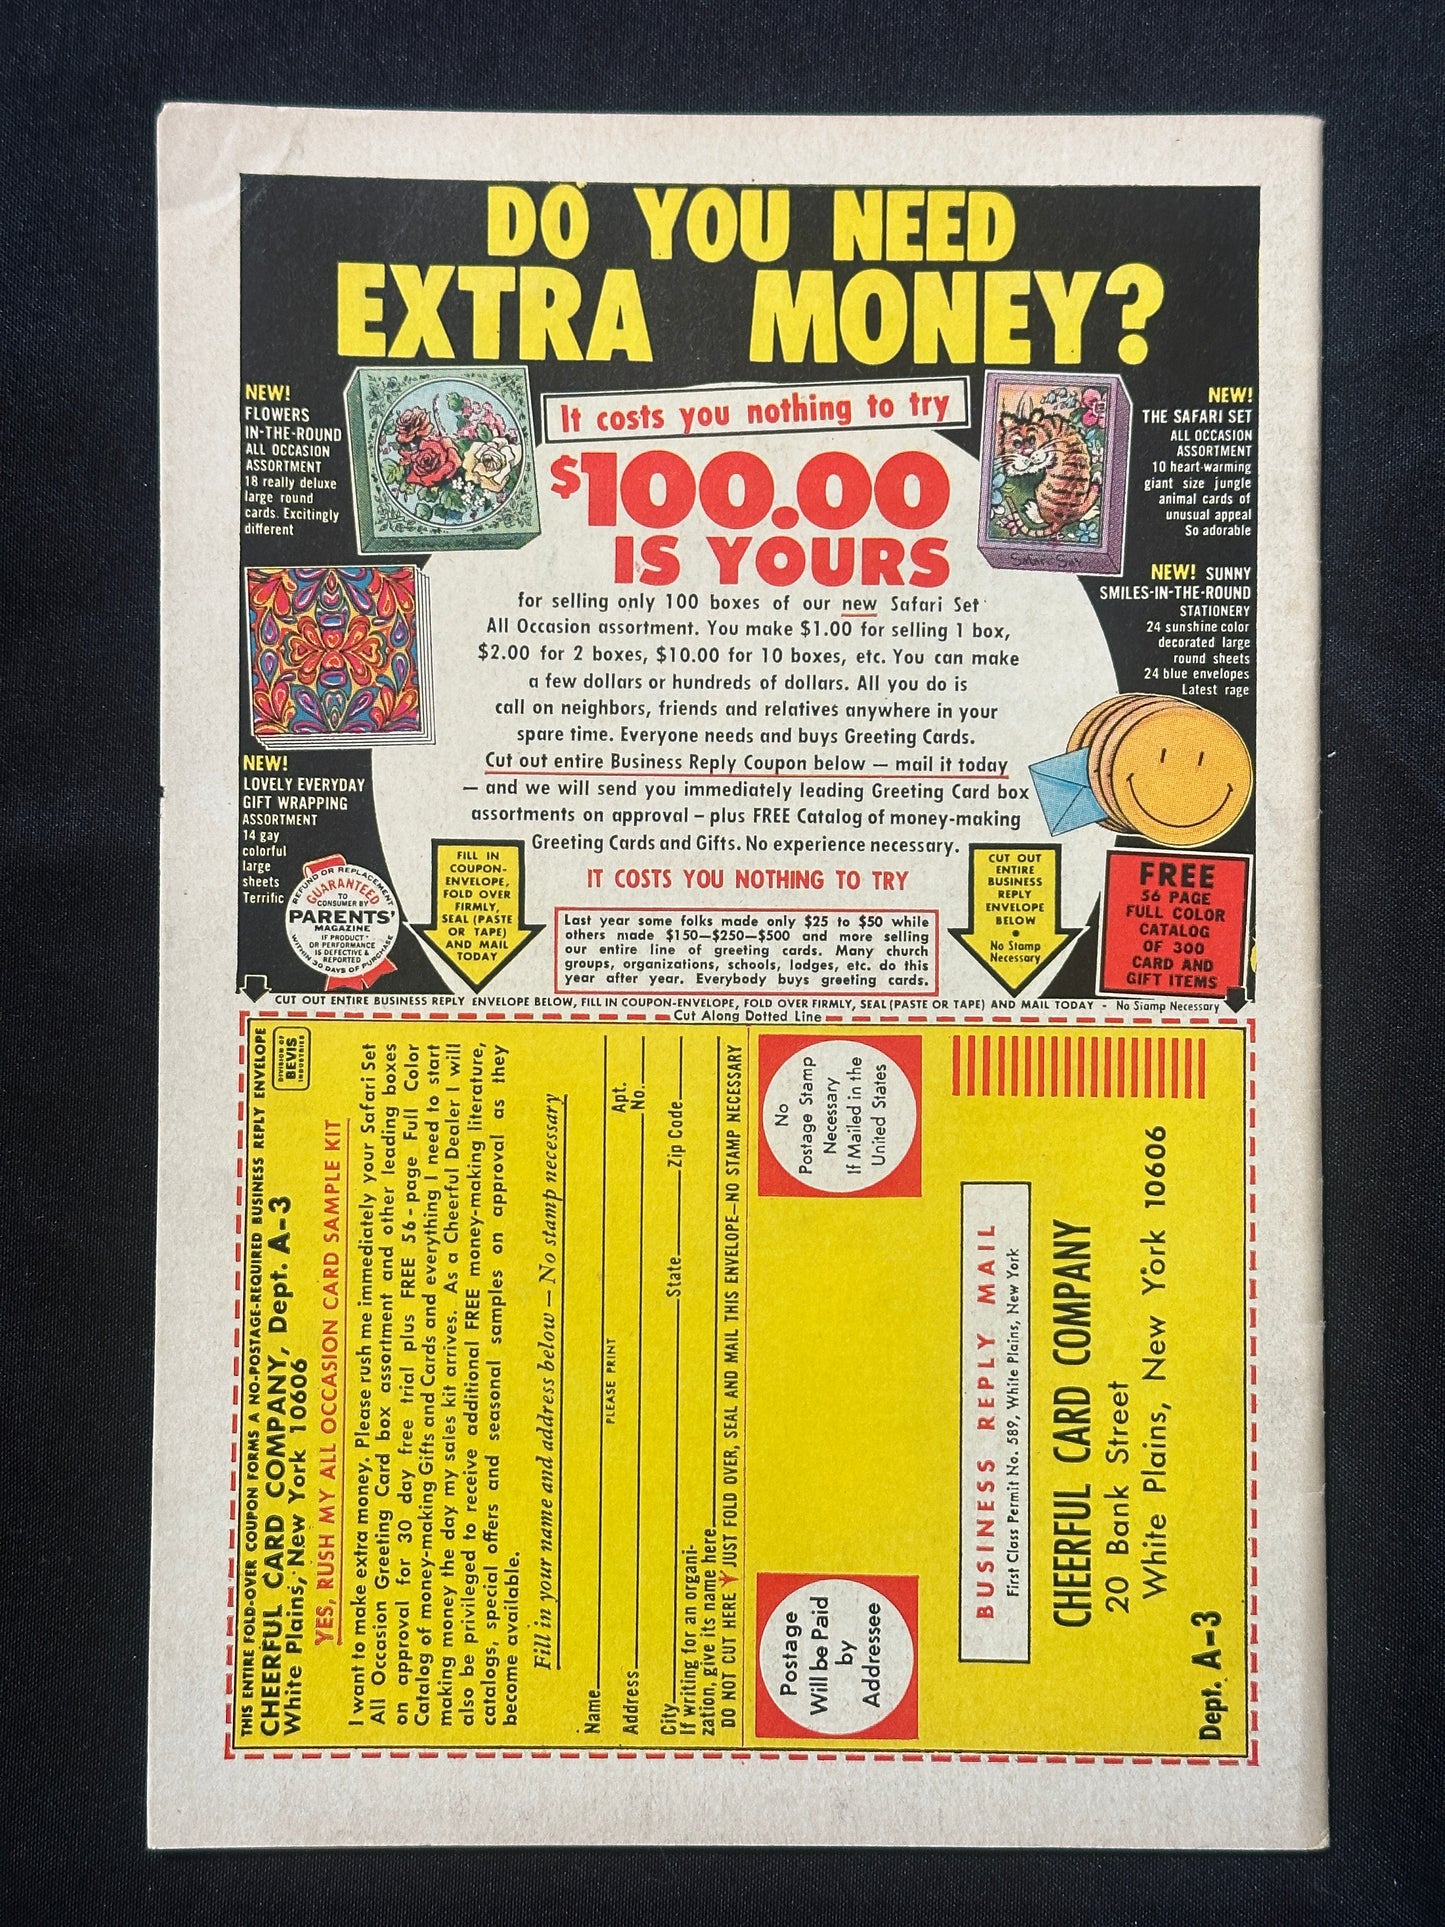 DO YOU NEED
EXTRA MONEY?
It costs you nothing to try
$100.00
IS YOURS
for selling only 100 boxes of our new Safari Set
All Occasion assortment. You make $1.00 for selling 1 box,
$2.00 for 2 boxes, $10.00 for 10 boxes, etc. You can make
a few dollars or hundreds of dollars. All you do is
call on neighbors, friends and relatives anywhere in your
spare time. Everyone needs and buys Greeting Cards.
Cut out entire Business Reply Coupon below — mail it today
— and we will send you immediately leading Greeting Card box
assortments on approval – plus FREE Catalog of money-making
Greeting Cards and Gifts. No experience necessary.
IT COSTS YOU NOTHING TO TRY
Last year some folks made only $25 to $50 while
others made $150—$250—$500 and more selling
our entire line of greeting cards. Many church
groups, organizations, schools, lodges, etc. do this
year after year. Everybody buys greeting cards.
NEW!
FLOWERS
IN-THE-ROUND
ALL OCCASION
ASSORTMENT
18 really deluxe
large round
cards. Excitingly
different
NEW!
LOVELY EVERYDAY
GIFT WRAPPING
ASSORTMENT
14 gay
colorful
large
sheets
Terrific
REFUND OR REPLACEMENT
GUARANTEED
TO
CONSUMER BY
PARENTS'
MAGAZINE
IF PRODUCT
OR PERFORMANCE
IS DEFECTIVE &
REPORTED
WITHIN 30 DAYS OF PURCHASE
FILL IN
COUPON-
ENVELOPE,
FOLD OVER
FIRMLY,
SEAL (PASTE
OR TAPE)
AND MAIL
TODAY
NEW!
THE SAFARI SET
ALL OCCASION
ASSORTMENT
10 heart-warming
giant size jungle
animal cards of
unusual appeal
So adorable
Safari Set
NEW! SUNNY
SMILES-IN-THE-ROUND
STATIONERY
24 sunshine color
decorated large
round sheets
24 blue envelopes
Latest rage
CUT OUT
ENTIRE
BUSINESS
REPLY
ENVELOPE
BELOW
•
No Stamp
Necessary
FREE
56 PAGE
FULL COLOR
CATALOG
OF 300
CARD AND
GIFT ITEMS
CUT OUT ENTIRE BUSINESS REPLY ENVELOPE BELOW, FILL IN COUPON-ENVELOPE, FOLD OVER FIRMLY, SEAL (PASTE OR TAPE) AND MAIL TODAY - No Stamp Necessary
Cut Along Dotted Line
THIS ENTIRE FOLD-OVER COUPON FORMS A NO-POSTAGE-REQUIRED BUSINESS REPLY ENVELOPE
CHEERFUL CARD COMPANY, Dept. A-3
White Plains, New York 10606
DIVISION OF
BEVIS
INDUSTRIES
YES, RUSH MY ALL OCCASION CARD SAMPLE KIT
I want to make extra money. Please rush me immediately your Safari Set
All Occasion Greeting Card box assortment and other leading boxes
on approval for 30 day free trial plus FREE 56-page Full Color
Catalog of money-making Gifts and Cards and everything I need to start
making money the day my sales kit arrives. As a Cheerful Dealer I will
also be privileged to receive additional FREE money-making literature,
catalogs, special offers and seasonal samples on approval as they
become available.
Fill in your name and address below — No stamp necessary
Name
PLEASE PRINT
Address
Apt.
No.
City
State
Zip Code
If writing for an organi-
zation, give its name here
DO NOT CUT HERE JUST FOLD OVER, SEAL AND MAIL THIS ENVELOPE—NO STAMP NECESSARY
Postage
Will be Paid
by
Addressee
No
Postage Stamp
Necessary
If Mailed in the
United States
BUSINESS REPLY MAIL
First Class Permit No. 589, White Plains, New York
CHEERFUL CARD COMPANY
20 Bank Street
White Plains, New York 10606
Dept. A-3